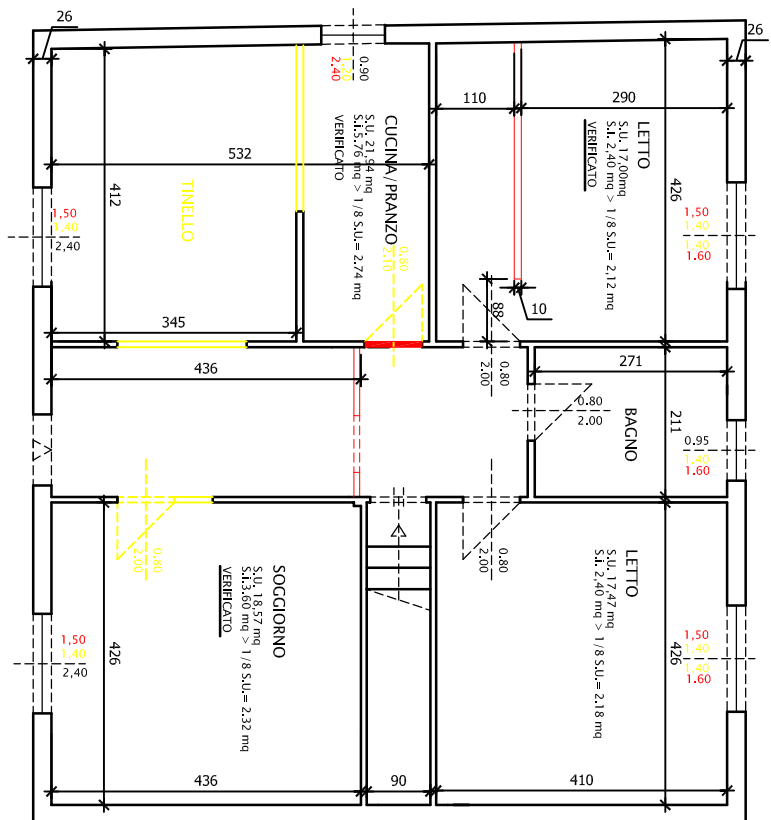 26
26
0.90
1.20
2.40
110
290
LETTO
S.U. 17,00mq
S.I. 2,40 mq > 1/8 S.U.= 2,12 mq
VERIFICATO
426
CUCINA/PRANZO
S.U. 21,94 mq
S.I.5.76 mq > 1/8 S.U.= 2.74 mq
VERIFICATO
532
412
TINELLO
1,50
1,40
2,40
1,50
1,40
1,40
1.60
0.80
2.10
345
88
10
436
0.80
2.00
271
0.80
2.00
BAGNO
211
0.95
1,40
1.60
0.80
2.00
0.80
2.00
SOGGIORNO
S.U. 18,57 mq
S.I.3.60 mq > 1/8 S.U.= 2.32 mq
VERIFICATO
426
1,50
1,40
2,40
LETTO
S.U. 17,47 mq
S.I. 2,40 mq > 1/8 S.U.= 2.18 mq
426
1,50
1,40
1,40
1.60
436
90
410